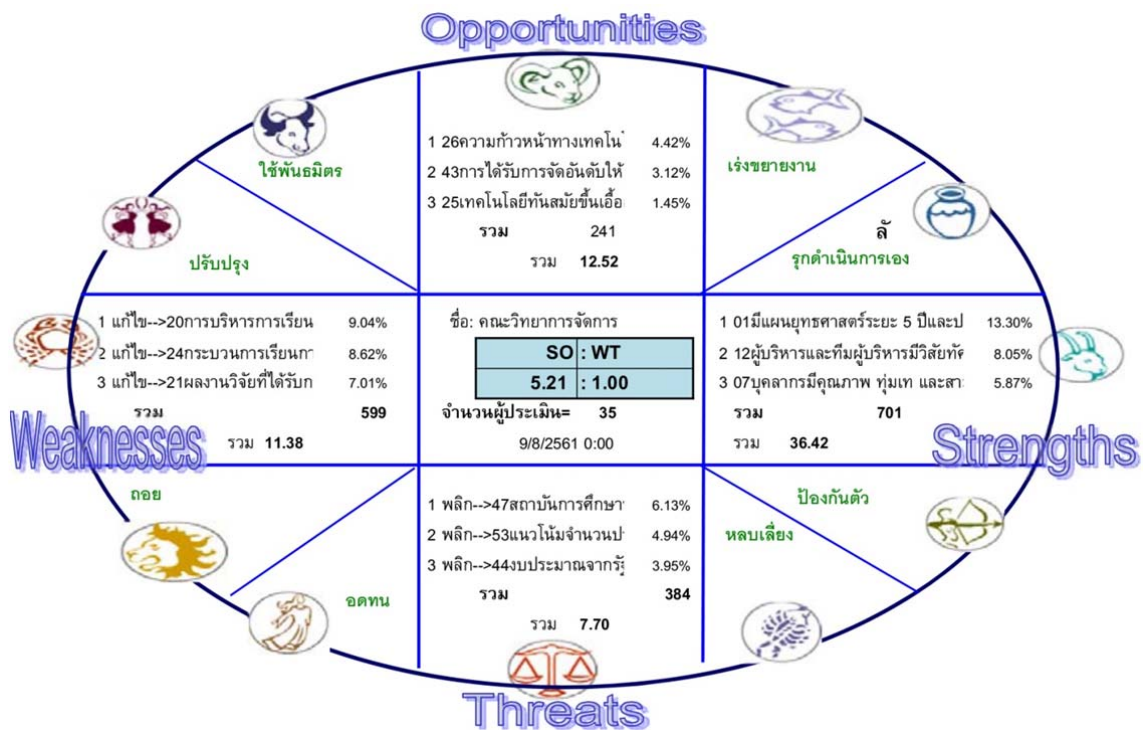 Opportunities
1 26ความก้าวหน้าทางเทคโน 4.42%
2 43การได้รับการจัดอันดับให้ 3.12%
3 25เทคโนโลยีทันสมัยขึ้นเอื้อ 1.45%
รวม 241
รวม 12.52
ใช้พันธมิตร
ปรับปรุง
เร่งขยายงาน
ลั
รุกดำเนินการเอง
1 แก้ไข-->20การบริหารการเรียน 9.04%
2 แก้ไข-->24กระบวนการเรียนกา 8.62%
3 แก้ไข-->21ผลงานวิจัยที่ได้รับก 7.01%
รวม 599
รวม 11.38
Weaknesses
ชื่อ: คณะวิทยาการจัดการ
SO : WT
5.21 : 1.00
จำนวนผู้ประเมิน= 35
9/8/2561 0:00
1 01มีแผนยุทธศาสตร์ระยะ 5 ปีและป 13.30%
2 12ผู้บริหารและทีมผู้บริหารมีวิสัยทั 8.05%
3 07บุคลากรมีคุณภาพ ทุ่มเท และสา 5.87%
รวม 701
รวม 36.42
Strengths
ถอย
อดทน
1 พลิก-->47สถาบันการศึกษา 6.13%
2 พลิก-->53แนวโน้มจำนวนป 4.94%
3 พลิก-->44งบประมาณจากรัฐ 3.95%
รวม 384
รวม 7.70
ป้องกันตัว
หลบเลี่ยง
Threats